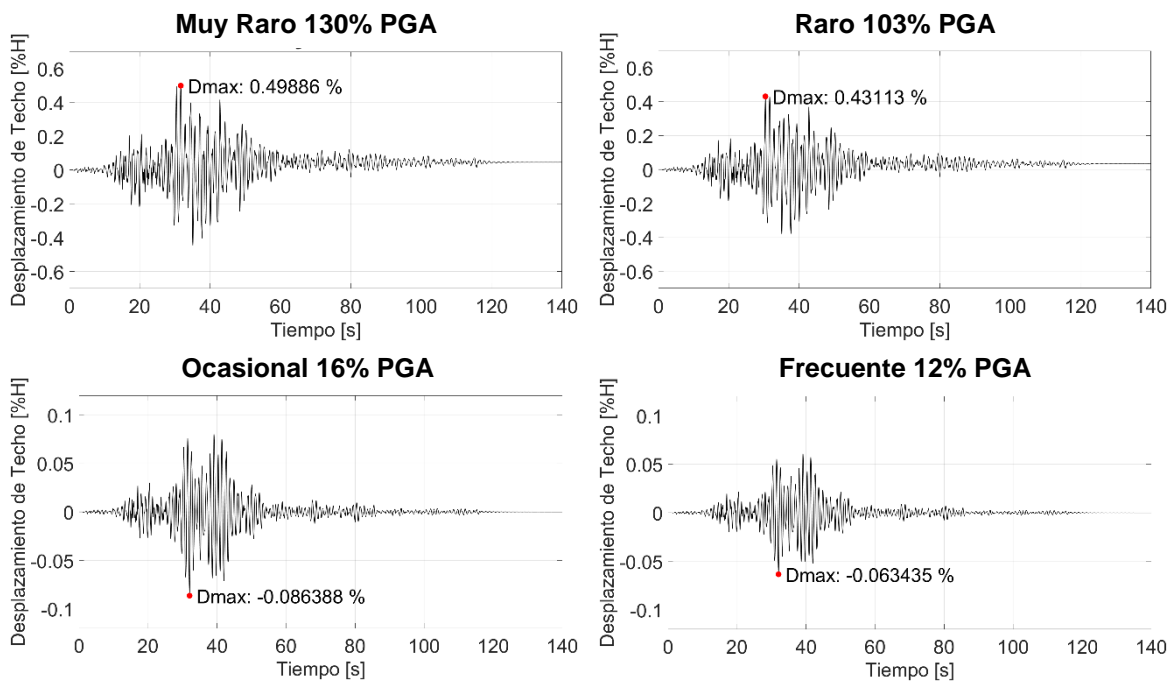 Muy Raro 130% PGA
Desplazamiento de Techo [%H]
0.6
0.4
0.2
0
-0.2
-0.4
-0.6
Dmax: 0.49886 %
0 20 40 60 80 100 120 140
Tiempo [s]
Raro 103% PGA
Desplazamiento de Techo [%H]
0.6
0.4
0.2
0
-0.2
-0.4
-0.6
Dmax: 0.43113 %
0 20 40 60 80 100 120 140
Tiempo [s]
Ocasional 16% PGA
Desplazamiento de Techo [%H]
0.1
0.05
0
-0.05
-0.1
Dmax: -0.086388 %
0 20 40 60 80 100 120 140
Tiempo [s]
Frecuente 12% PGA
Desplazamiento de Techo [%H]
0.1
0.05
0
-0.05
-0.1
Dmax: -0.063435 %
0 20 40 60 80 100 120 140
Tiempo [s]